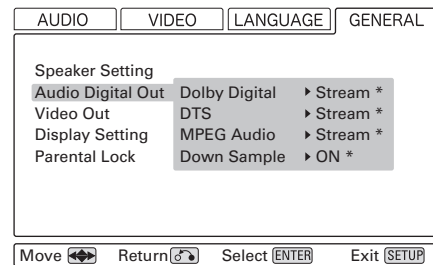 AUDIO VIDEO LANGUAGE GENERAL
Speaker Setting
Audio Digital Out Dolby Digital ▶ Stream *
Video Out DTS ▶ Stream *
Display Setting MPEG Audio ▶ Stream *
Parental Lock Down Sample ▶ ON *
Move Return Select ENTER Exit SETUP